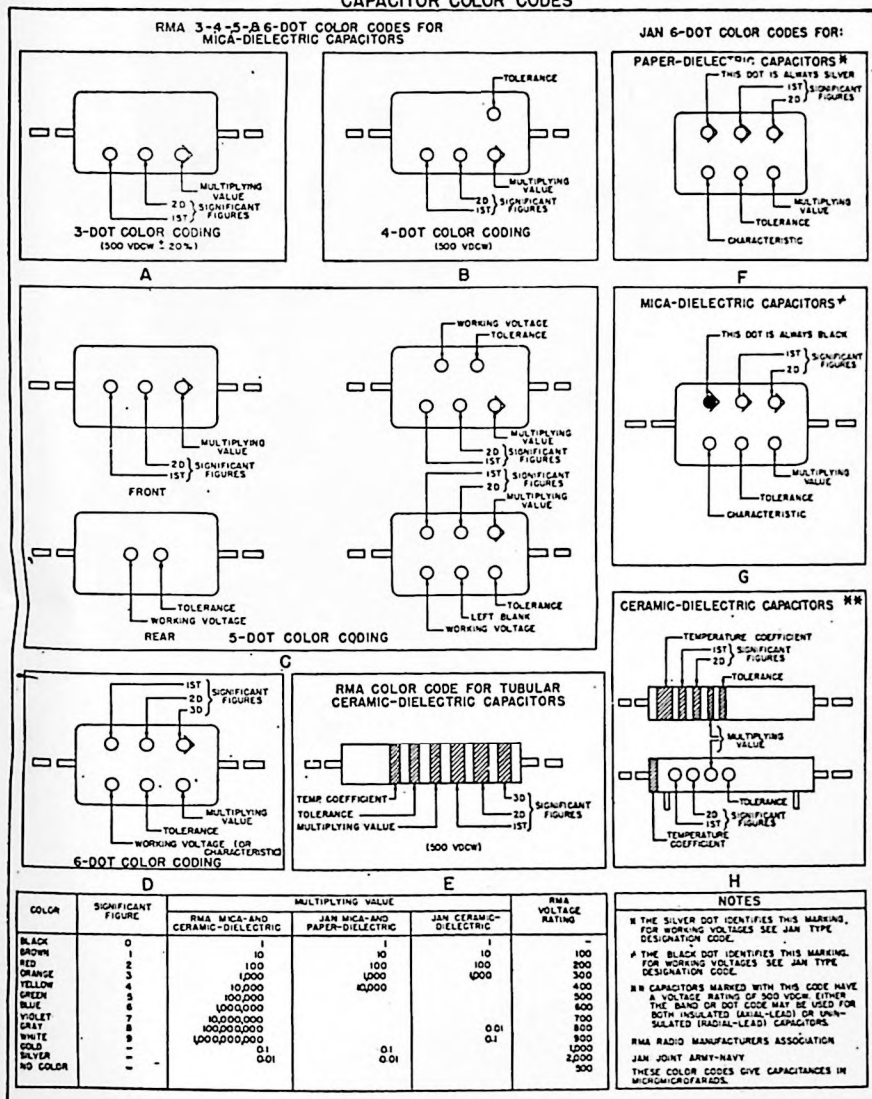 CAPACITOR COLOR CODES
RMA 3-4-5-&6-DOT COLOR CODES FOR
MICA-DIELECTRIC CAPACITORS
JAN 6-DOT COLOR CODES FOR:
TOLERANCE
MULTIPLYING
VALUE
2D
1ST
SIGNIFICANT
FIGURES
3-DOT COLOR CODING
(500 VDCW ± 20%)
A
MULTIPLYING
VALUE
2D
1ST
SIGNIFICANT
FIGURES
4-DOT COLOR CODING
(500 VDCW)
B
PAPER-DIELECTRIC CAPACITORS*
THIS DOT IS ALWAYS SILVER
1ST
2D
SIGNIFICANT
FIGURES
MULTIPLYING
VALUE
TOLERANCE
CHARACTERISTIC
F
MULTIPLYING
VALUE
2D
1ST
SIGNIFICANT
FIGURES
FRONT
TOLERANCE
WORKING VOLTAGE
REAR
WORKING VOLTAGE
TOLERANCE
MULTIPLYING
VALUE
2D
1ST
SIGNIFICANT
FIGURES
1ST
2D
SIGNIFICANT
FIGURES
MULTIPLYING
VALUE
TOLERANCE
LEFT BLANK
WORKING VOLTAGE
5-DOT COLOR CODING
C
MICA-DIELECTRIC CAPACITORS≠
THIS DOT IS ALWAYS BLACK
1ST
2D
SIGNIFICANT
FIGURES
MULTIPLYING
VALUE
TOLERANCE
CHARACTERISTIC
G
1ST
2D
3D
SIGNIFICANT
FIGURES
MULTIPLYING
VALUE
TOLERANCE
WORKING VOLTAGE (OR
CHARACTERISTIC)
6-DOT COLOR CODING
D
RMA COLOR CODE FOR TUBULAR
CERAMIC-DIELECTRIC CAPACITORS
TEMP. COEFFICIENT
TOLERANCE
MULTIPLYING VALUE
3D
2D
1ST
SIGNIFICANT
FIGURES
(500 VDCW)
E
CERAMIC-DIELECTRIC CAPACITORS **
TEMPERATURE COEFFICIENT
1ST
2D
SIGNIFICANT
FIGURES
TOLERANCE
MULTIPLYING
VALUE
TOLERANCE
2D
1ST
SIGNIFICANT
FIGURES
TEMPERATURE
COEFFICIENT
H
COLOR SIGNIFICANT FIGURE MULTIPLYING VALUE RMA VOLTAGE RATING
RMA MICA-AND CERAMIC-DIELECTRIC JAN MICA-AND PAPER-DIELECTRIC JAN CERAMIC-DIELECTRIC
BLACK 0 1 1 1 -
BROWN 1 10 10 10 100
RED 2 100 100 100 200
ORANGE 3 1,000 1,000 1,000 300
YELLOW 4 10,000 10,000 400
GREEN 5 100,000 500
BLUE 6 1,000,000 600
VIOLET 7 10,000,000 700
GRAY 8 100,000,000 0.01 800
WHITE 9 1,000,000,000 0.1 900
GOLD - 0.1 0.1 1,000
SILVER - 0.01 0.01 2,000
NO COLOR - 500
NOTES
* THE SILVER DOT IDENTIFIES THIS MARKING.
FOR WORKING VOLTAGES SEE JAN TYPE
DESIGNATION CODE.
≠ THE BLACK DOT IDENTIFIES THIS MARKING.
FOR WORKING VOLTAGES SEE JAN TYPE
DESIGNATION CODE.
** CAPACITORS MARKED WITH THIS CODE HAVE
A VOLTAGE RATING OF 500 VDCW. EITHER
THE BAND OR DOT CODE MAY BE USED FOR
BOTH INSULATED (AXIAL-LEAD) OR UNIN-
SULATED (RADIAL-LEAD) CAPACITORS.
RMA RADIO MANUFACTURERS ASSOCIATION
JAN JOINT ARMY-NAVY
THESE COLOR CODES GIVE CAPACITANCES IN
MICROMICROFARADS.